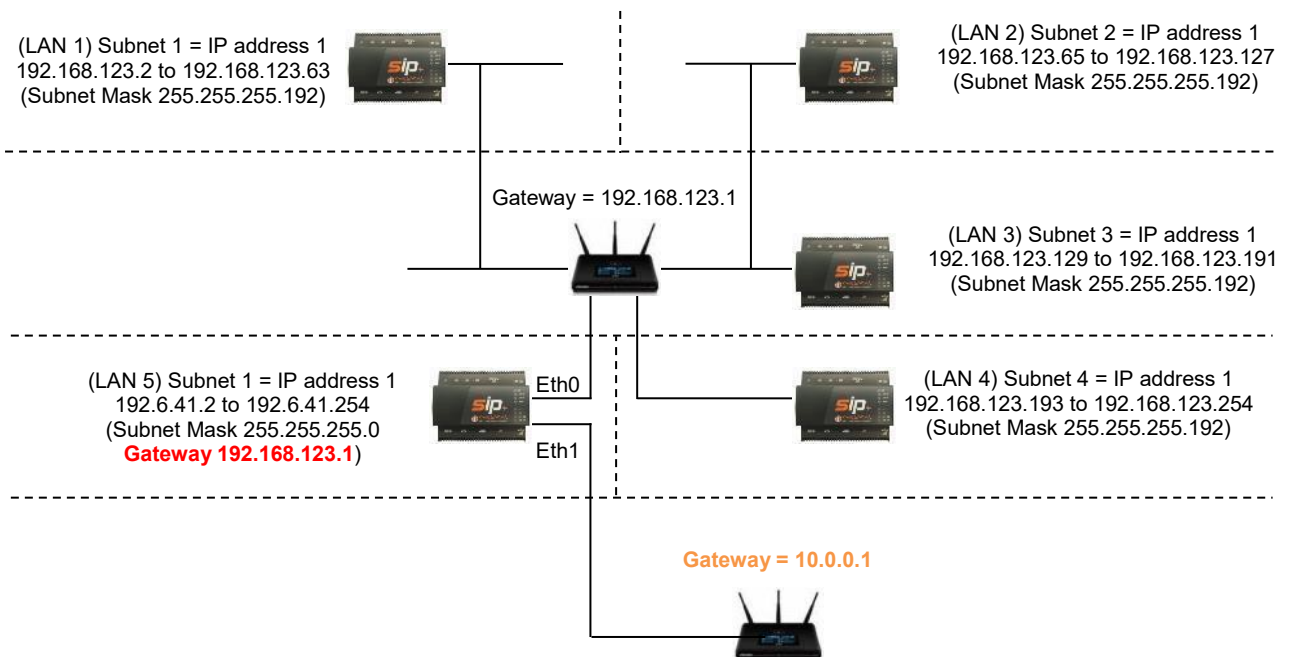 (LAN 1) Subnet 1 = IP address 1
192.168.123.2 to 192.168.123.63
(Subnet Mask 255.255.255.192)
sip
(LAN 2) Subnet 2 = IP address 1
192.168.123.65 to 192.168.123.127
(Subnet Mask 255.255.255.192)
sip
Gateway = 192.168.123.1
(LAN 3) Subnet 3 = IP address 1
192.168.123.129 to 192.168.123.191
(Subnet Mask 255.255.255.192)
sip
(LAN 5) Subnet 1 = IP address 1
192.6.41.2 to 192.6.41.254
(Subnet Mask 255.255.255.0
Gateway 192.168.123.1)
sip
Eth0
Eth1
(LAN 4) Subnet 4 = IP address 1
192.168.123.193 to 192.168.123.254
(Subnet Mask 255.255.255.192)
sip
Gateway = 10.0.0.1